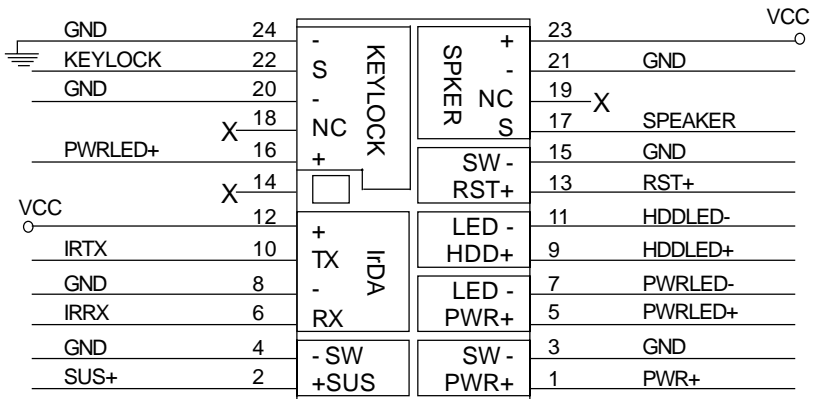 VCC
GND 24 - + 23
KEYLOCK 22 S - 21 GND
GND 20 - NC 19 X
X 18 NC S 17 SPEAKER
KEYLOCK
SPKER
PWRLED+ 16 + SW - 15 GND
X 14 RST+ 13 RST+
VCC
12 + LED - 11 HDDLED-
IRTX 10 TX HDD+ 9 HDDLED+
IrDA
GND 8 - LED - 7 PWRLED-
IRRX 6 RX PWR+ 5 PWRLED+
GND 4 - SW SW - 3 GND
SUS+ 2 +SUS PWR+ 1 PWR+